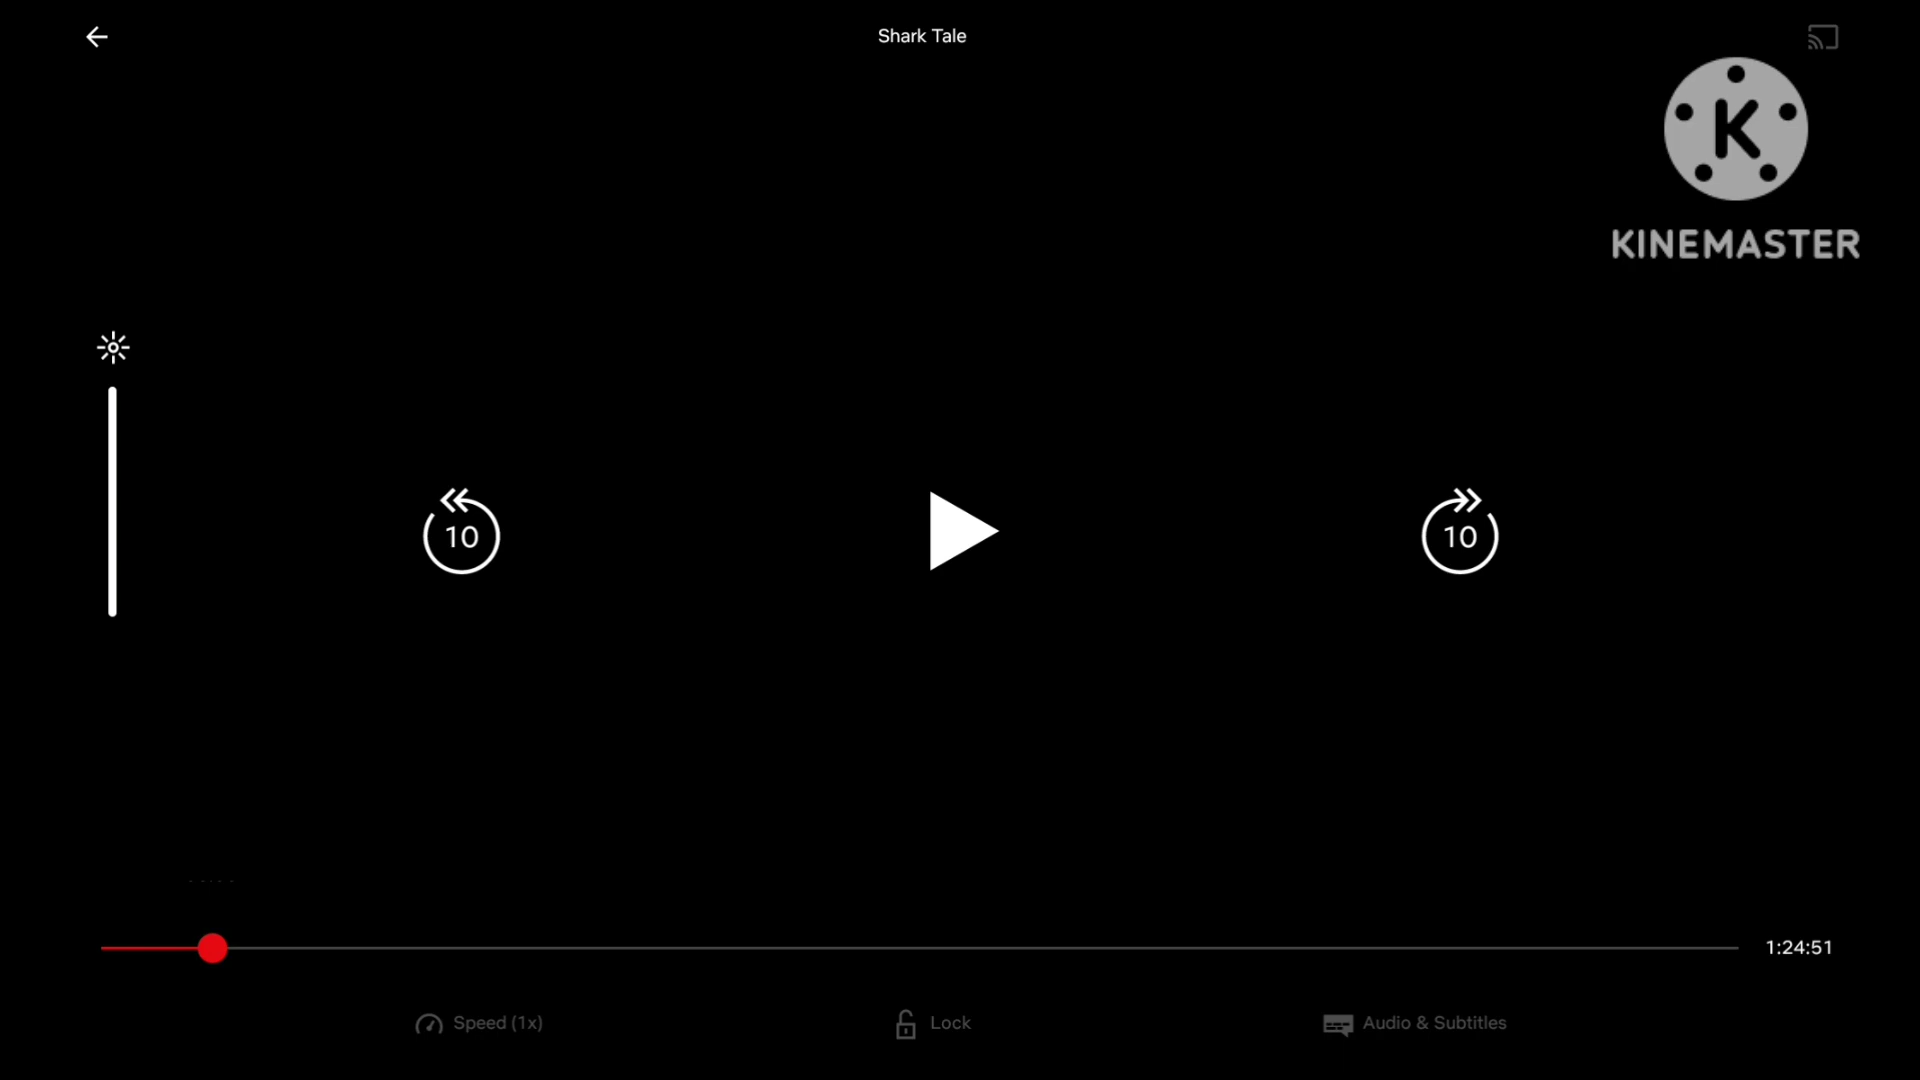 Shark Tale
K
KINEMASTER
10
10
1:24:51
Speed (1x)
Lock
Audio & Subtitles